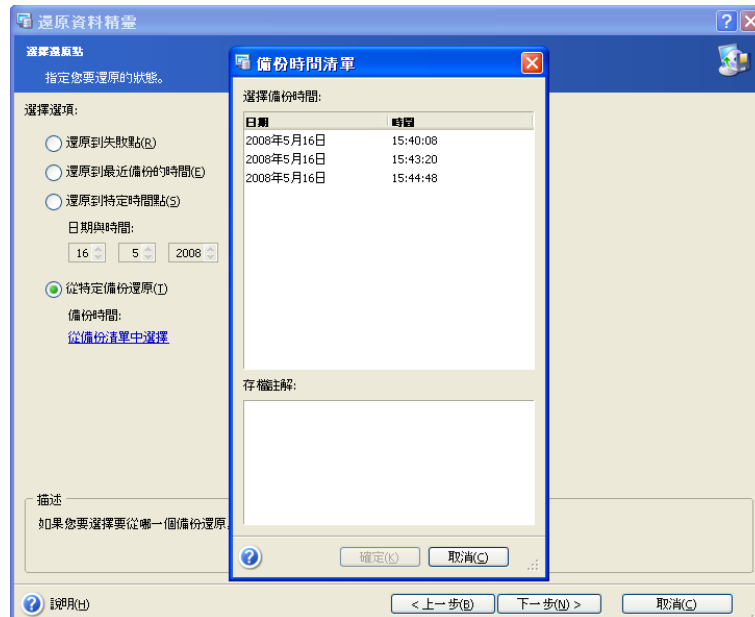 還原資料精靈
選擇還原點
指定您要還原的狀態。
選擇選項:
還原到失敗點(R)
還原到最近備份的時間(E)
還原到特定時間點(S)
日期與時間:
16 5 2008
從特定備份還原(T)
備份時間:
從備份清單中選擇
描述
如果您要選擇要從哪一個備份還原,
備份時間清單
選擇備份時間:
日期 時間
2008年5月16日 15:40:08
2008年5月16日 15:43:20
2008年5月16日 15:44:48
存檔註解:
確定(K) 取消(C)
說明(H) < 上一步(B) 下一步(N) > 取消(C)